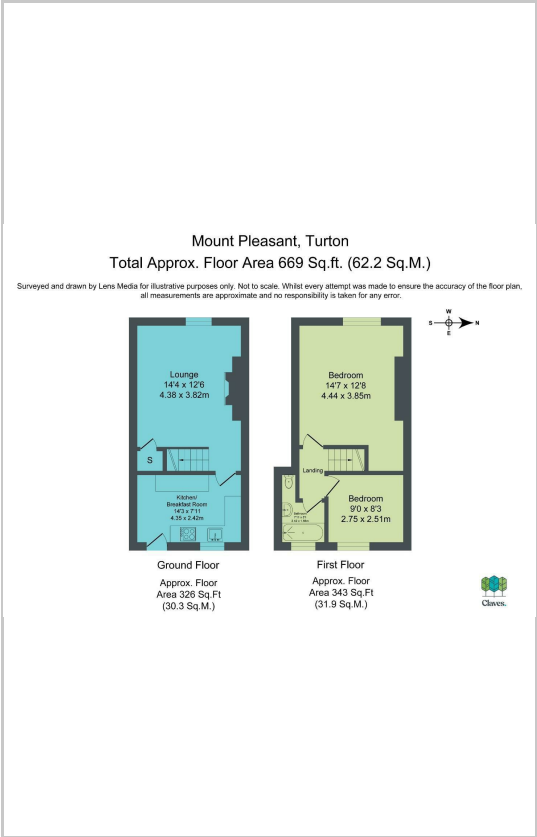 Mount Pleasant, Turton
Total Approx. Floor Area 669 Sq.ft. (62.2 Sq.M.)
Surveyed and drawn by Lens Media for illustrative purposes only. Not to scale. Whilst every attempt was made to ensure the accuracy of the floor plan,
all measurements are approximate and no responsibility is taken for any error.
W
S
N
E
Lounge
14'4 x 12'6
4.38 x 3.82m
S
Kitchen/
Breakfast Room
14'3 x 7'11
4.35 x 2.42m
Ground Floor
Approx. Floor
Area 326 Sq.Ft
(30.3 Sq.M.)
Bedroom
14'7 x 12'8
4.44 x 3.85m
Landing
Bathroom
Bedroom
9'0 x 8'3
2.75 x 2.51m
First Floor
Approx. Floor
Area 343 Sq.Ft
(31.9 Sq.M.)
Claves.